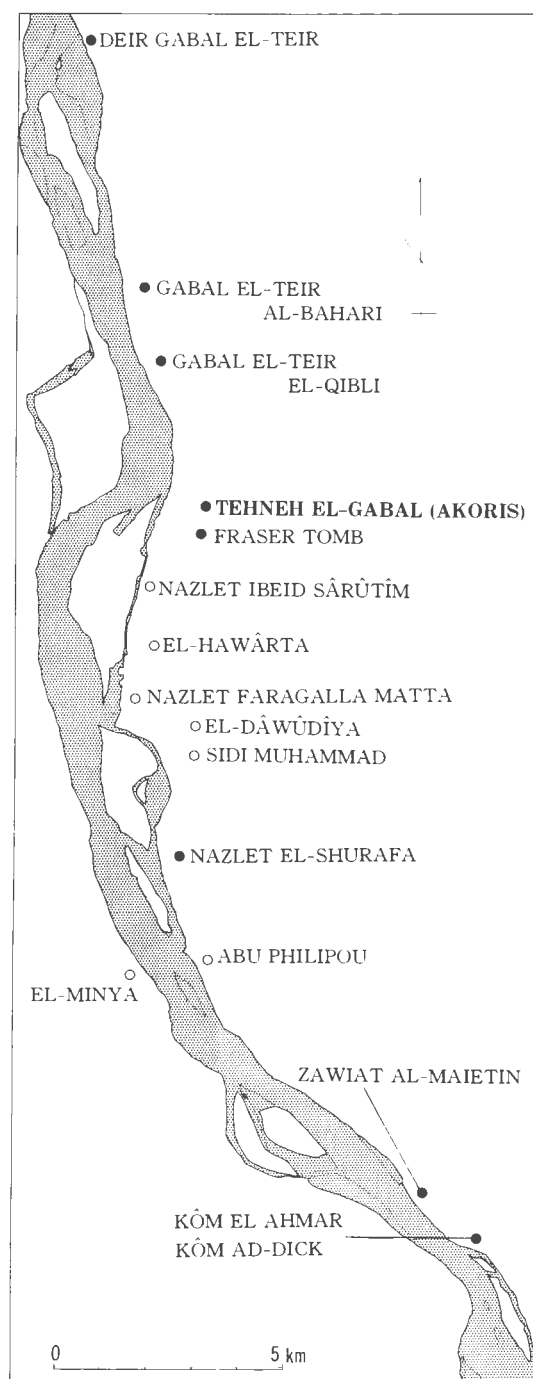 DEIR GABAL EL-TEIR
GABAL EL-TEIR
AL-BAHARI
GABAL EL-TEIR
EL-QIBLI
TEHNEH EL-GABAL (AKORIS)
FRASER TOMB
NAZLET IBEID SÂRÛTÎM
EL-HAWÂRTA
NAZLET FARAGALLA MATTA
EL-DÂWÛDÎYA
SIDI MUHAMMAD
NAZLET EL-SHURAFA
ABU PHILIPOU
EL-MINYA
ZAWIAT AL-MAIETIN
KÔM EL AHMAR
KÔM AD-DICK
0 5 km